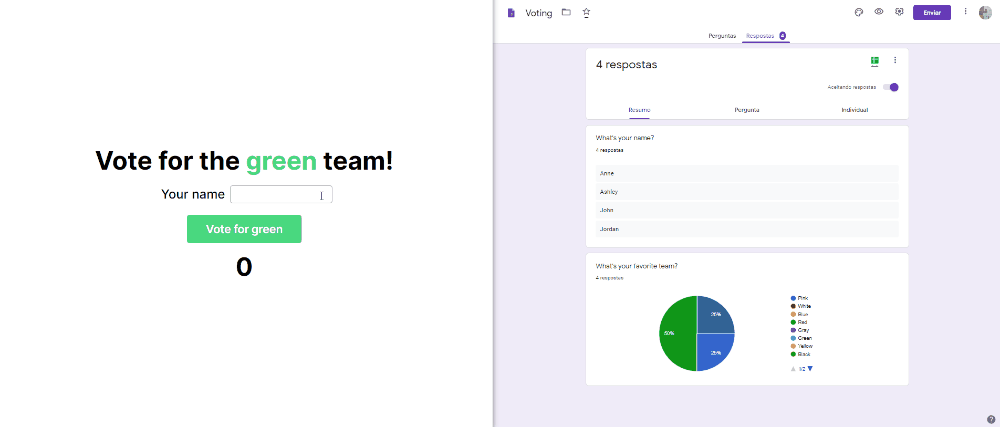 Vote for the green team!
Your name
Vote for green
0
Voting
Enviar
Perguntas
Respostas 4
4 respostas
Aceitando respostas
Resumo
Pergunta
Individual
What's your name?
4 respostas
Anne
Ashley
John
Jordan
What's your favorite team?
4 respostas
50%
25%
25%
Pink
White
Blue
Red
Gray
Green
Yellow
Black
1/2